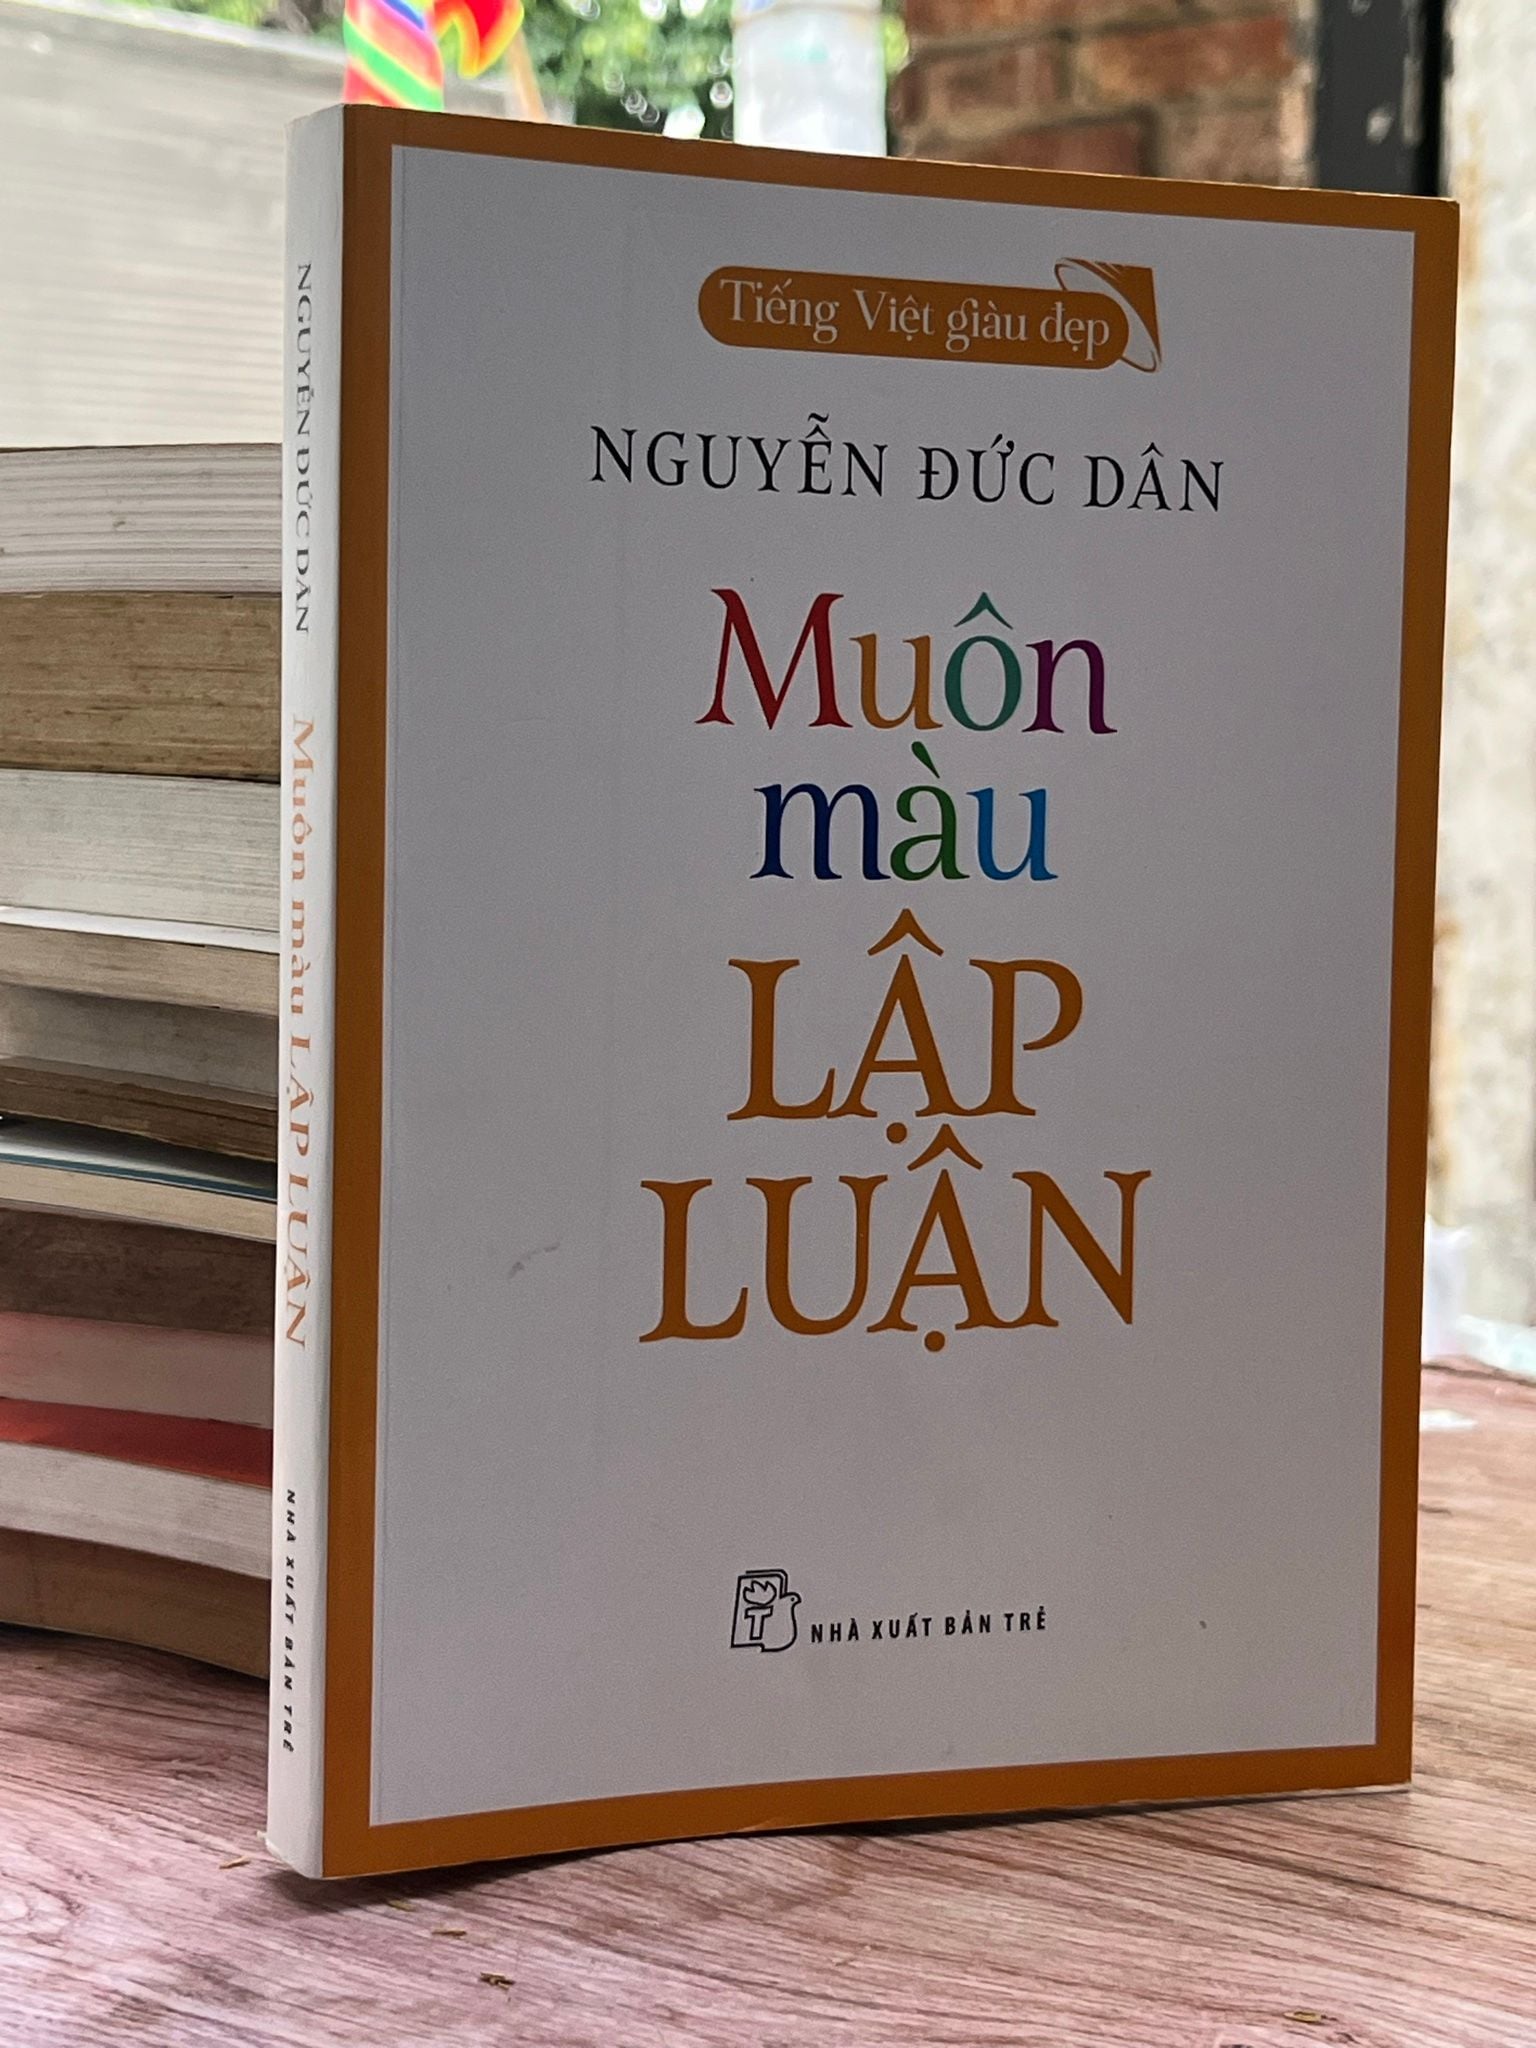 Tiếng Việt giàu đẹp
NGUYỄN ĐỨC DÂN
Muôn
màu
LẬP
LUẬN
T
NHÀ XUẤT BẢN TRẺ
NGUYỄN ĐỨC DÂN Muôn màu LẬP LUẬN NHÀ XUẤT BẢN TRẺ